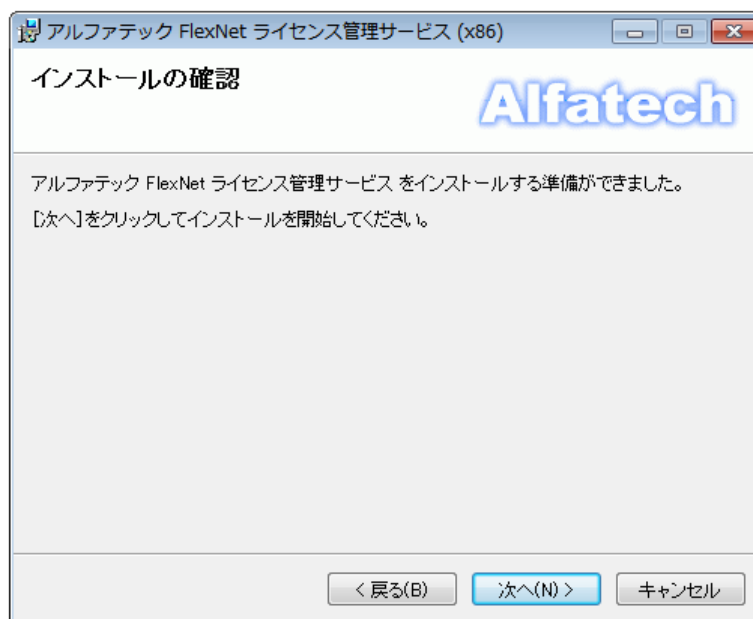 アルファテック FlexNet ライセンス管理サービス (x86)
インストールの確認
Alfatech
アルファテック FlexNet ライセンス管理サービス をインストールする準備ができました。
[次へ]をクリックしてインストールを開始してください。
< 戻る(B)
次へ(N) >
キャンセル